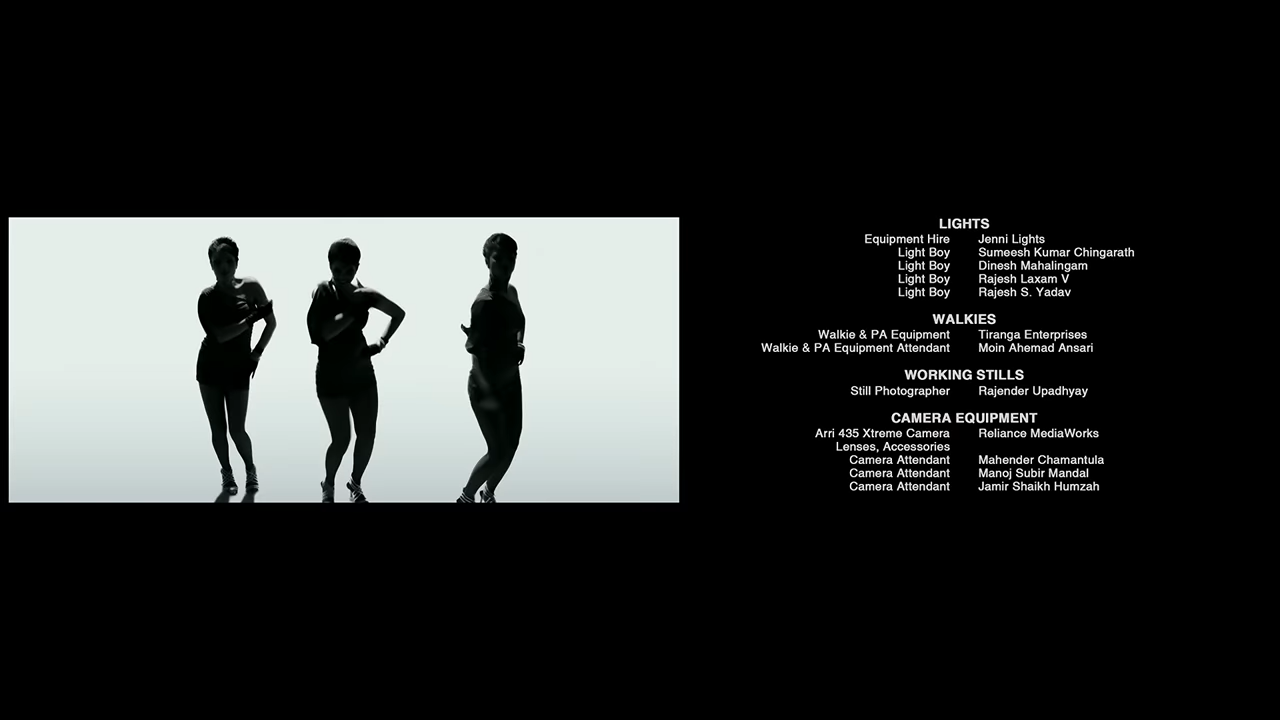 LIGHTS
Equipment Hire Jenni Lights
Light Boy Sumeesh Kumar Chingarath
Light Boy Dinesh Mahalingam
Light Boy Rajesh Laxam V
Light Boy Rajesh S. Yadav
WALKIES
Walkie & PA Equipment Tiranga Enterprises
Walkie & PA Equipment Attendant Moin Ahemad Ansari
WORKING STILLS
Still Photographer Rajender Upadhyay
CAMERA EQUIPMENT
Arri 435 Xtreme Camera Reliance MediaWorks
Lenses, Accessories
Camera Attendant Mahender Chamantula
Camera Attendant Manoj Subir Mandal
Camera Attendant Jamir Shaikh Humzah